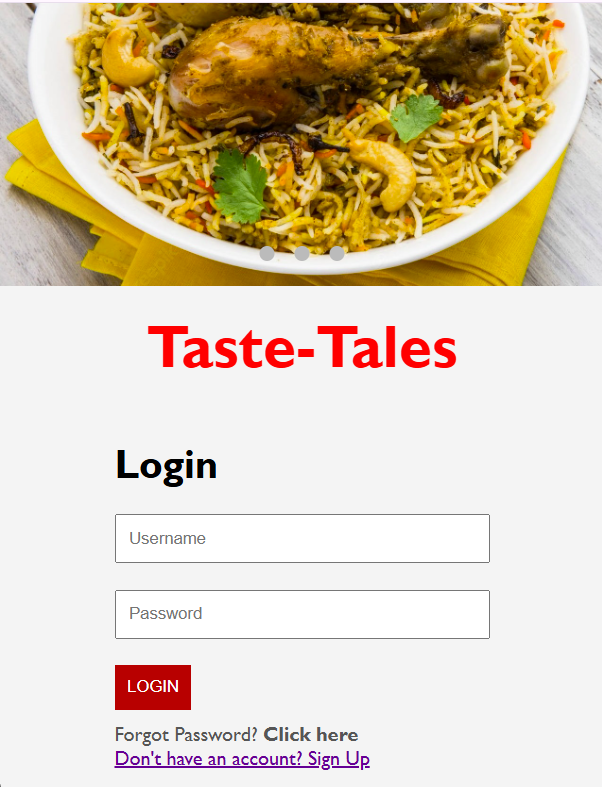 Taste-Tales
Login
Username
Password
LOGIN
Forgot Password? Click here
Don't have an account? Sign Up